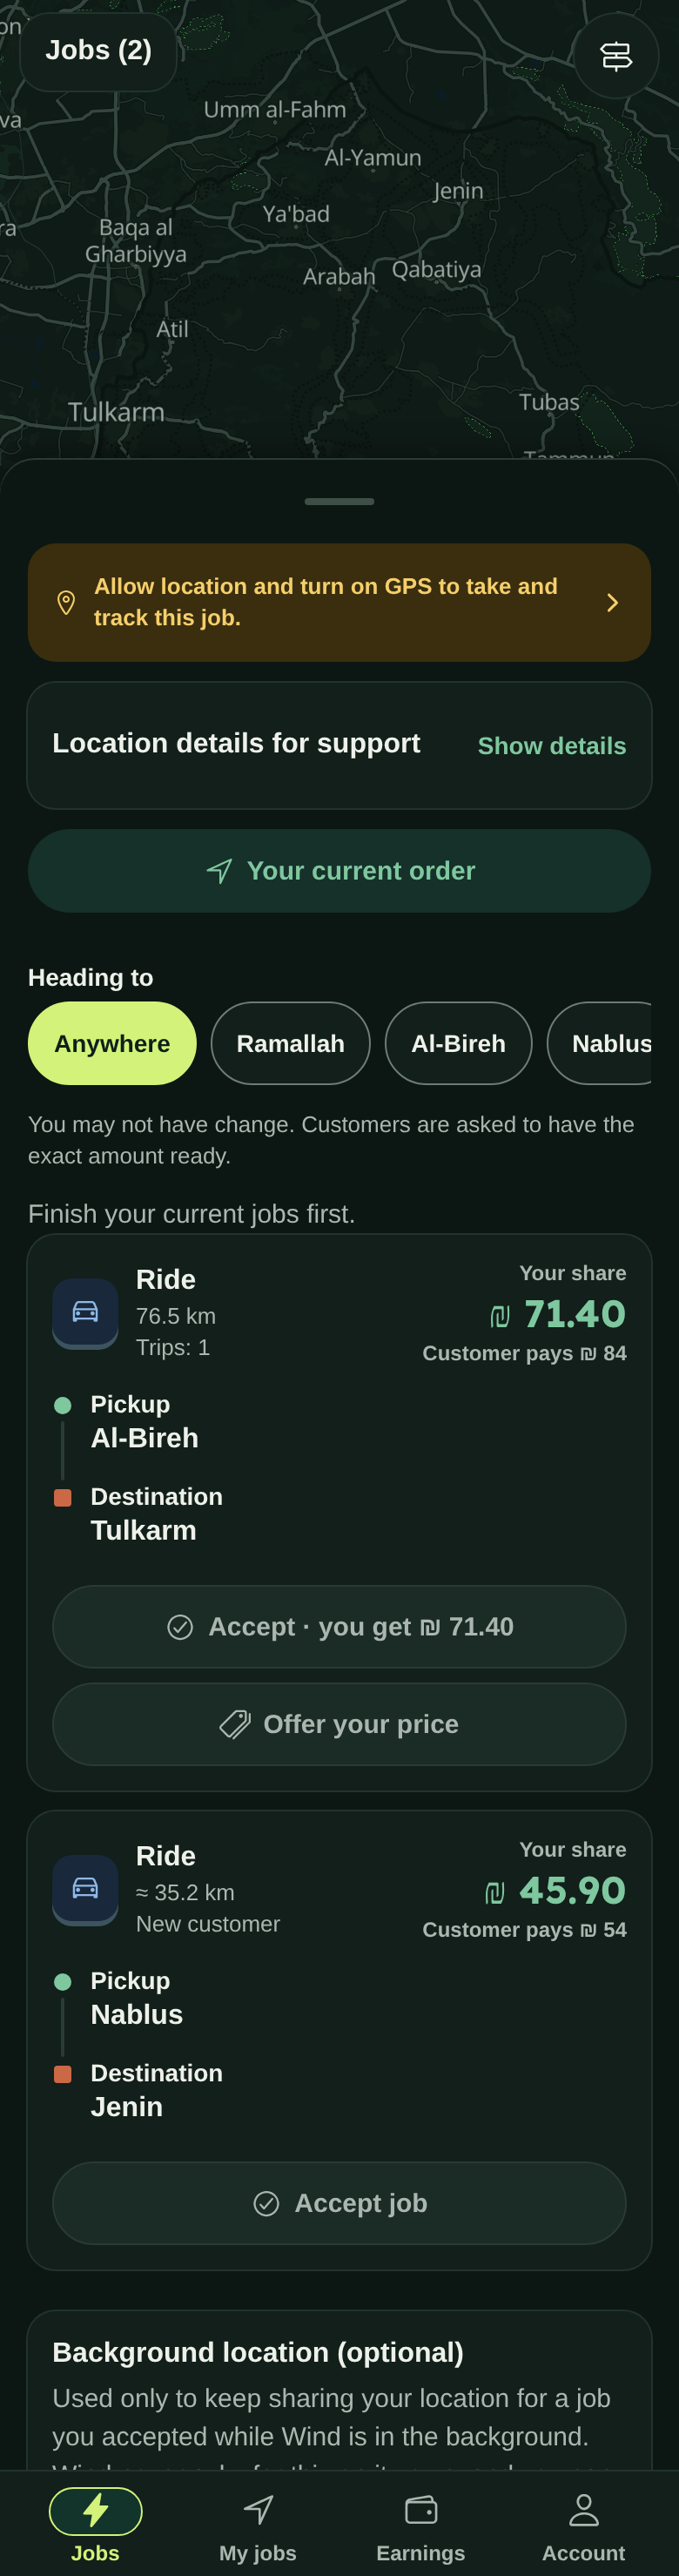 Jobs (2)
Umm al-Fahm
Al-Yamun
Jenin
Ya'bad
Baqa al
Gharbiyya
Arabah
Qabatiya
Atil
Tulkarm
Tubas
Tammun
Allow location and turn on GPS to take and
track this job.
Location details for support
Show details
Your current order
Heading to
Anywhere
Ramallah
Al-Bireh
Nablus
You may not have change. Customers are asked to have the
exact amount ready.
Finish your current jobs first.
Ride
76.5 km
Trips: 1
Your share
₪ 71.40
Customer pays ₪ 84
Pickup
Al-Bireh
Destination
Tulkarm
Accept · you get ₪ 71.40
Offer your price
Ride
≈ 35.2 km
New customer
Your share
₪ 45.90
Customer pays ₪ 54
Pickup
Nablus
Destination
Jenin
Accept job
Background location (optional)
Used only to keep sharing your location for a job
you accepted while Wind is in the background.
Jobs
My jobs
Earnings
Account